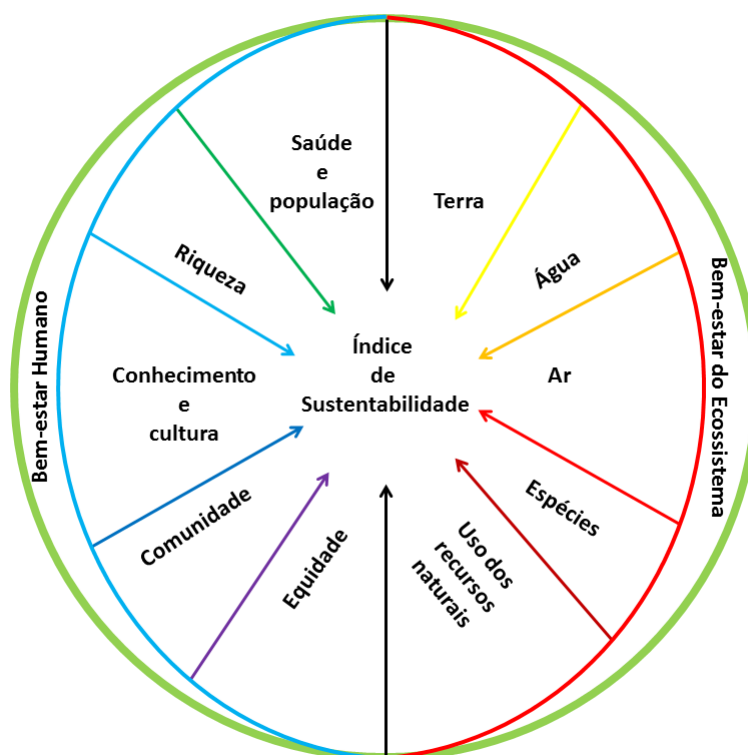 Saúde
e
população
Terra
Riqueza
Água
Bem-estar Humano
Bem-estar do Ecossistema
Índice
de
Sustentabilidade
Conhecimento
e
cultura
Ar
Comunidade
Espécies
Equidade
Uso dos
recursos
naturais